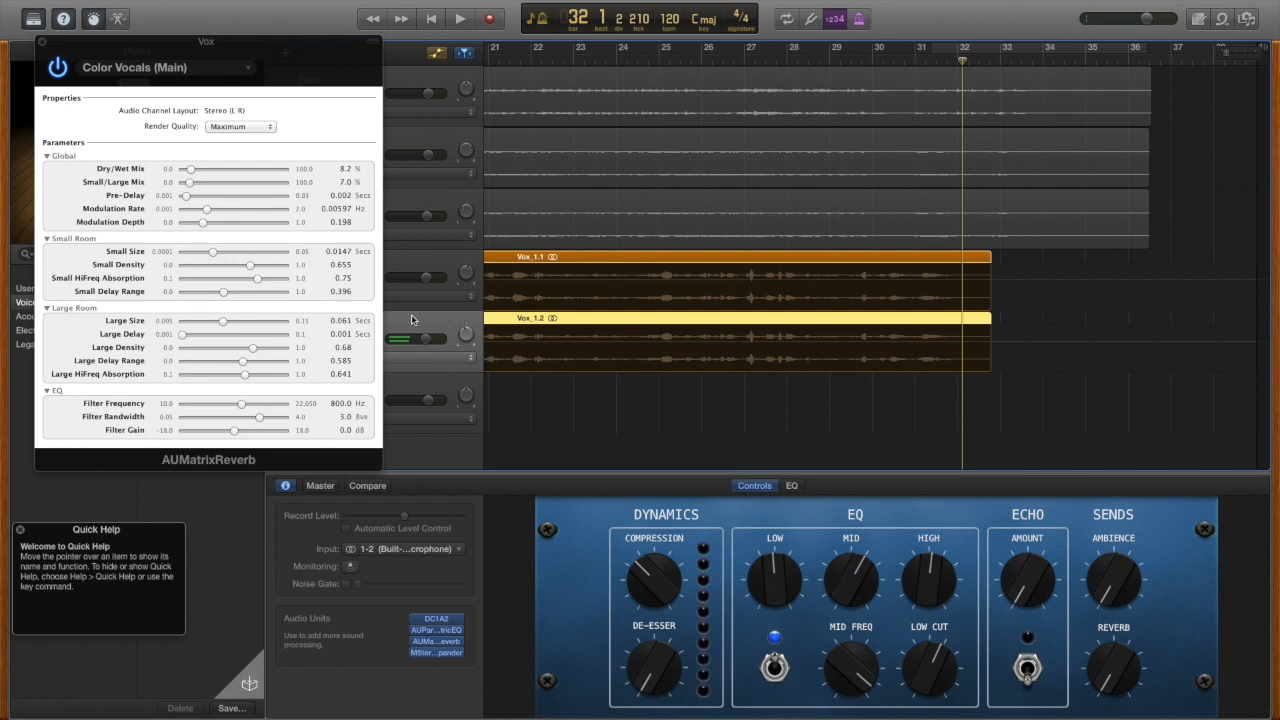 32 1 2 210 120 C maj 4/4
bar beat div tick bpm key signature
1234
Vox
Library
Color Vocals (Main)
21 22 23 24 25 26 27 28 29 30 31 32 33 34 35 36 37
Properties
Audio Channel Layout: Stereo (L R)
Render Quality: Maximum
Parameters
Global
Dry/Wet Mix 0.0 100.0 8.2 %
Small/Large Mix 0.0 100.0 7.0 %
Pre-Delay 0.001 0.03 0.002 Secs
Modulation Rate 0.001 2.0 0.00597 Hz
Modulation Depth 0.0 1.0 0.198
Small Room
Small Size 0.0001 0.05 0.0147 Secs
Small Density 0.0 1.0 0.655
Small HiFreq Absorption 0.1 1.0 0.75
Small Delay Range 0.0 1.0 0.396
Large Room
Large Size 0.005 0.15 0.061 Secs
Large Delay 0.001 0.1 0.001 Secs
Large Density 0.0 1.0 0.68
Large Delay Range 0.0 1.0 0.585
Large HiFreq Absorption 0.1 1.0 0.641
EQ
Filter Frequency 10.0 22,050 800.0 Hz
Filter Bandwidth 0.05 4.0 3.0 8ve
Filter Gain -18.0 18.0 0.0 dB
AUMatrixReverb
User
Voice
Acou
Elect
Lega
Vox_1.1
Vox_1.2
Quick Help
Welcome to Quick Help
Move the pointer over an item to show its
name and function. To hide or show Quick
Help, choose Help > Quick Help or use the
key command.
Delete Save...
Master Compare
Controls EQ
Record Level:
Automatic Level Control
Input: 1-2 (Built-...crophone)
Monitoring:
Noise Gate:
Audio Units
Use to add more sound
processing.
DC1A2
AUPar...tricEQ
AUMa...everb
MSter...pander
DYNAMICS EQ ECHO SENDS
COMPRESSION LOW MID HIGH AMOUNT AMBIENCE
DE-ESSER MID FREQ LOW CUT REVERB